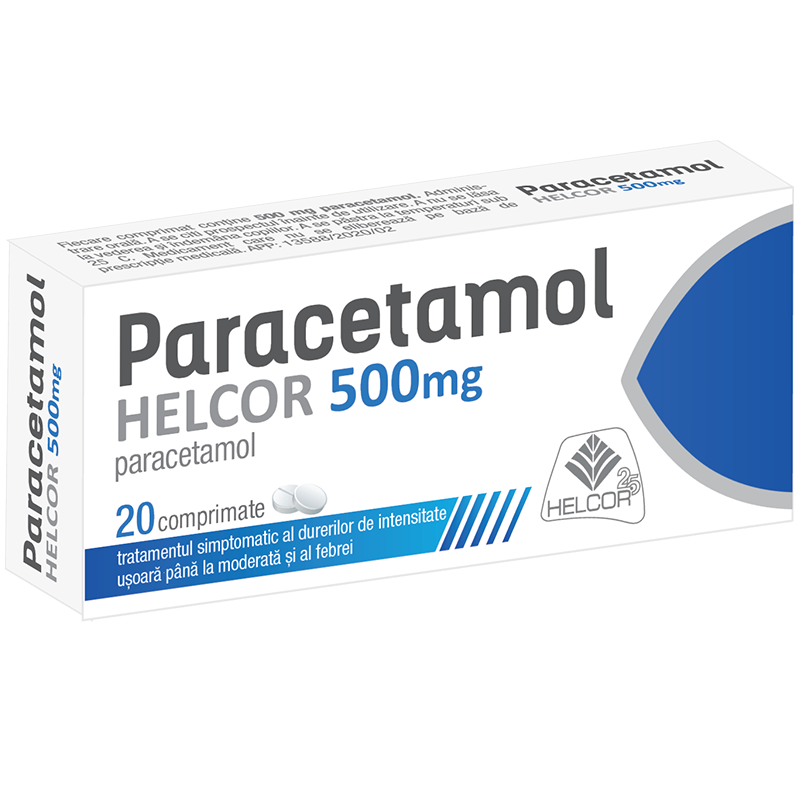 Fiecare comprimat conține 500 mg paracetamol. Adminis-
trare orală. A se citi prospectul înainte de utilizare. A nu se lăsa
la vederea și îndemâna copiilor. A se păstra la temperaturi sub
25 C. Medicament care nu se eliberează pe bază de
prescripție medicală. APP: 13586/2020/02
Paracetamol
HELCOR 500mg
Paracetamol
HELCOR 500mg
Paracetamol
HELCOR 500mg
paracetamol
20 comprimate
tratamentul simptomatic al durerilor de intensitate
ușoară până la moderată și al febrei
HELCOR
25